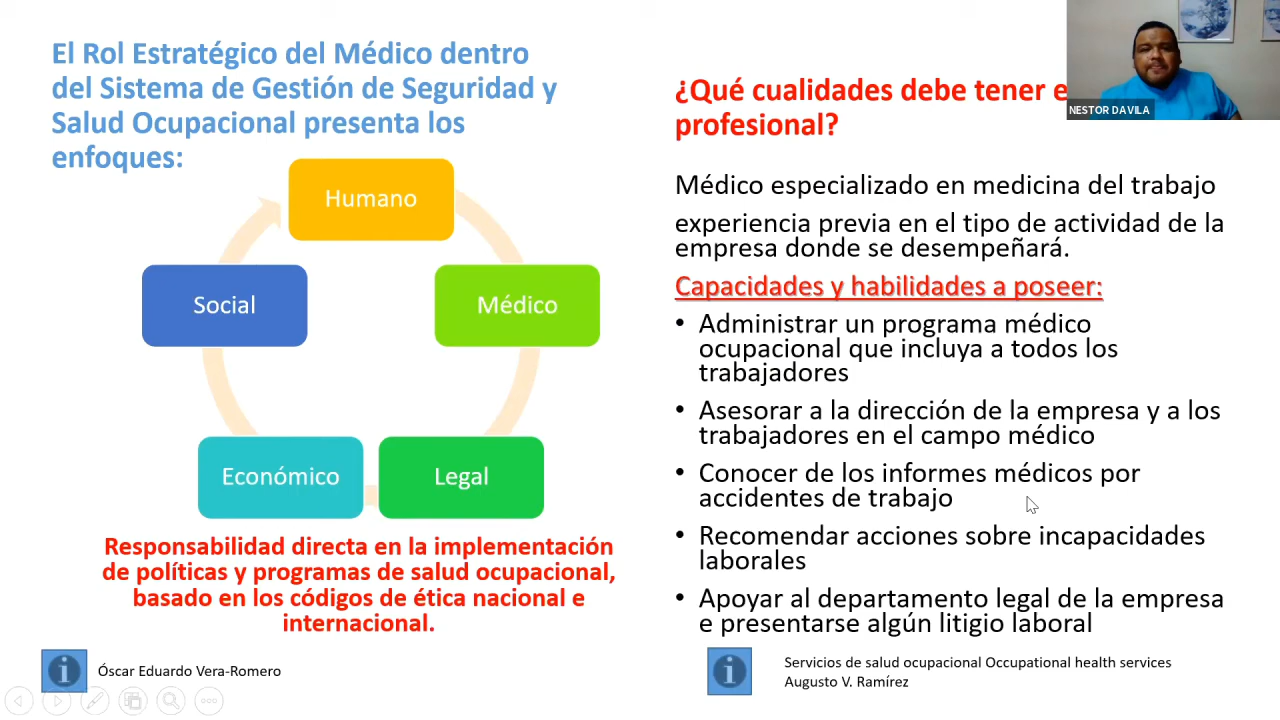 El Rol Estratégico del Médico dentro
del Sistema de Gestión de Seguridad y
Salud Ocupacional presenta los
enfoques:
Humano
Social
Médico
Económico
Legal
Responsabilidad directa en la implementación
de políticas y programas de salud ocupacional,
basado en los códigos de ética nacional e
internacional.
Óscar Eduardo Vera-Romero
¿Qué cualidades debe tener
profesional?
NESTOR DAVILA
Médico especializado en medicina del trabajo
experiencia previa en el tipo de actividad de la
empresa donde se desempeñará.
Capacidades y habilidades a poseer:
• Administrar un programa médico
ocupacional que incluya a todos los
trabajadores
• Asesorar a la dirección de la empresa y a los
trabajadores en el campo médico
• Conocer de los informes médicos por
accidentes de trabajo
• Recomendar acciones sobre incapacidades
laborales
• Apoyar al departamento legal de la empresa
e presentarse algún litigio laboral
Servicios de salud ocupacional Occupational health services
Augusto V. Ramírez